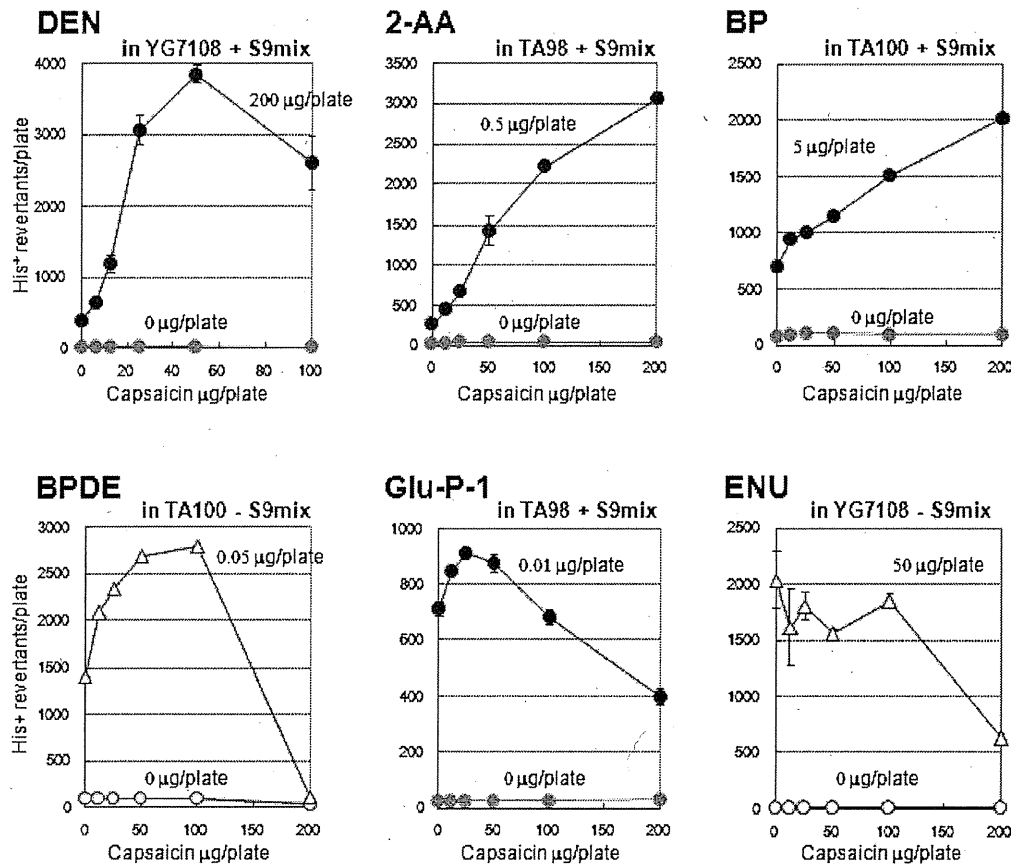 DEN
in YG7108 + S9mix
4000
3000
2000
1000
0
His+ revertants/plate
200 µg/plate
0 µg/plate
0 20 40 60 80 100
Capsaicin µg/plate
2-AA
in TA98 + S9mix
3500
3000
2500
2000
1500
1000
500
0
0.5 µg/plate
0 µg/plate
0 50 100 150 200
Capsaicin µg/plate
BP
in TA100 + S9mix
2500
2000
1500
1000
500
0
5 µg/plate
0 µg/plate
0 50 100 150 200
Capsaicin µg/plate
BPDE
in TA100 - S9mix
3000
2500
2000
1500
1000
500
0
His+ revertants/plate
0.05 µg/plate
0 µg/plate
0 50 100 150 200
Capsaicin µg/plate
Glu-P-1
in TA98 + S9mix
1000
800
600
400
200
0
0.01 µg/plate
0 µg/plate
0 50 100 150 200
Capsaicin µg/plate
ENU
in YG7108 - S9mix
2500
2000
1500
1000
500
0
50 µg/plate
0 µg/plate
0 50 100 150 200
Capsaicin µg/plate